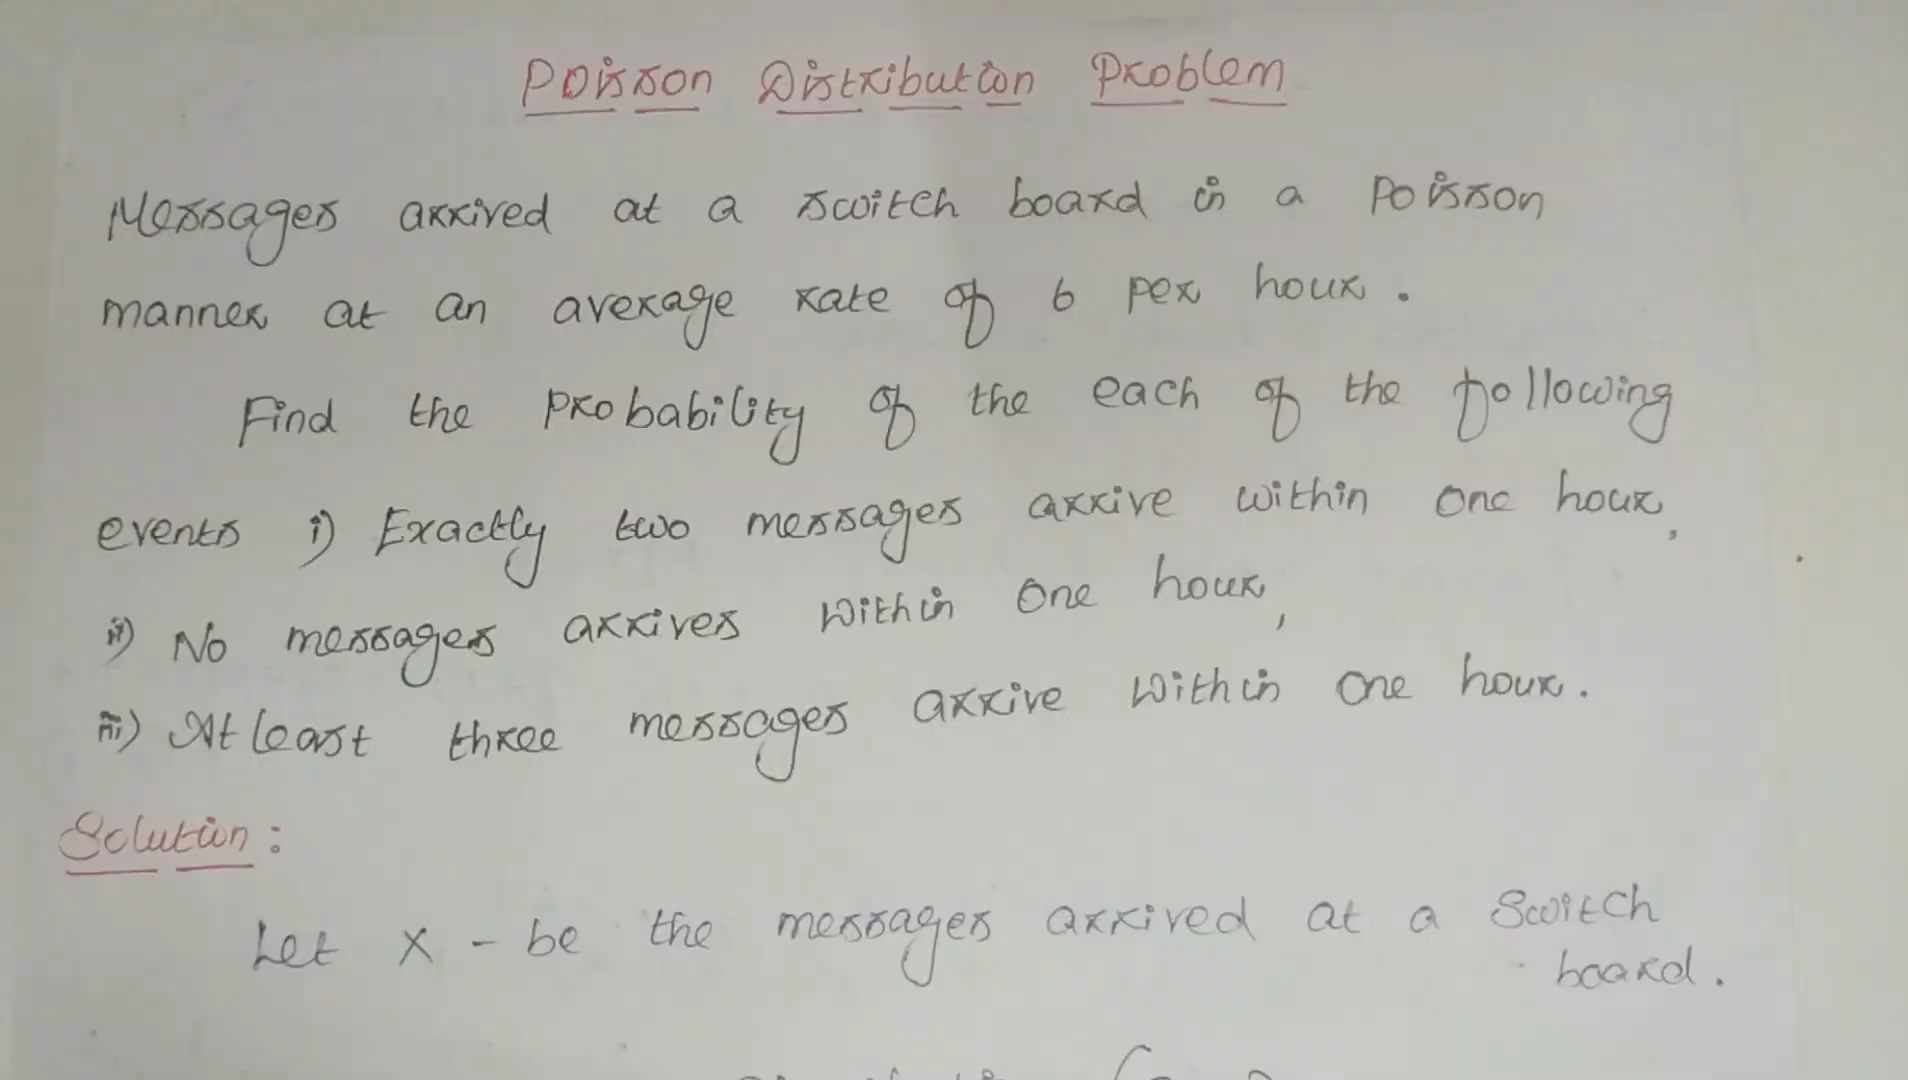 Poisson Distribution Problem
Messages arrived at a switch board in a Poisson
manner at an average rate of 6 per hour.
Find the Probability of the each of the following
events i) Exactly two messages arrive within one hour,
ii) No messages arrives within one hour,
iii) At least three messages arrive within one hour.
Solution:
Let X - be the messages arrived at a switch
board.